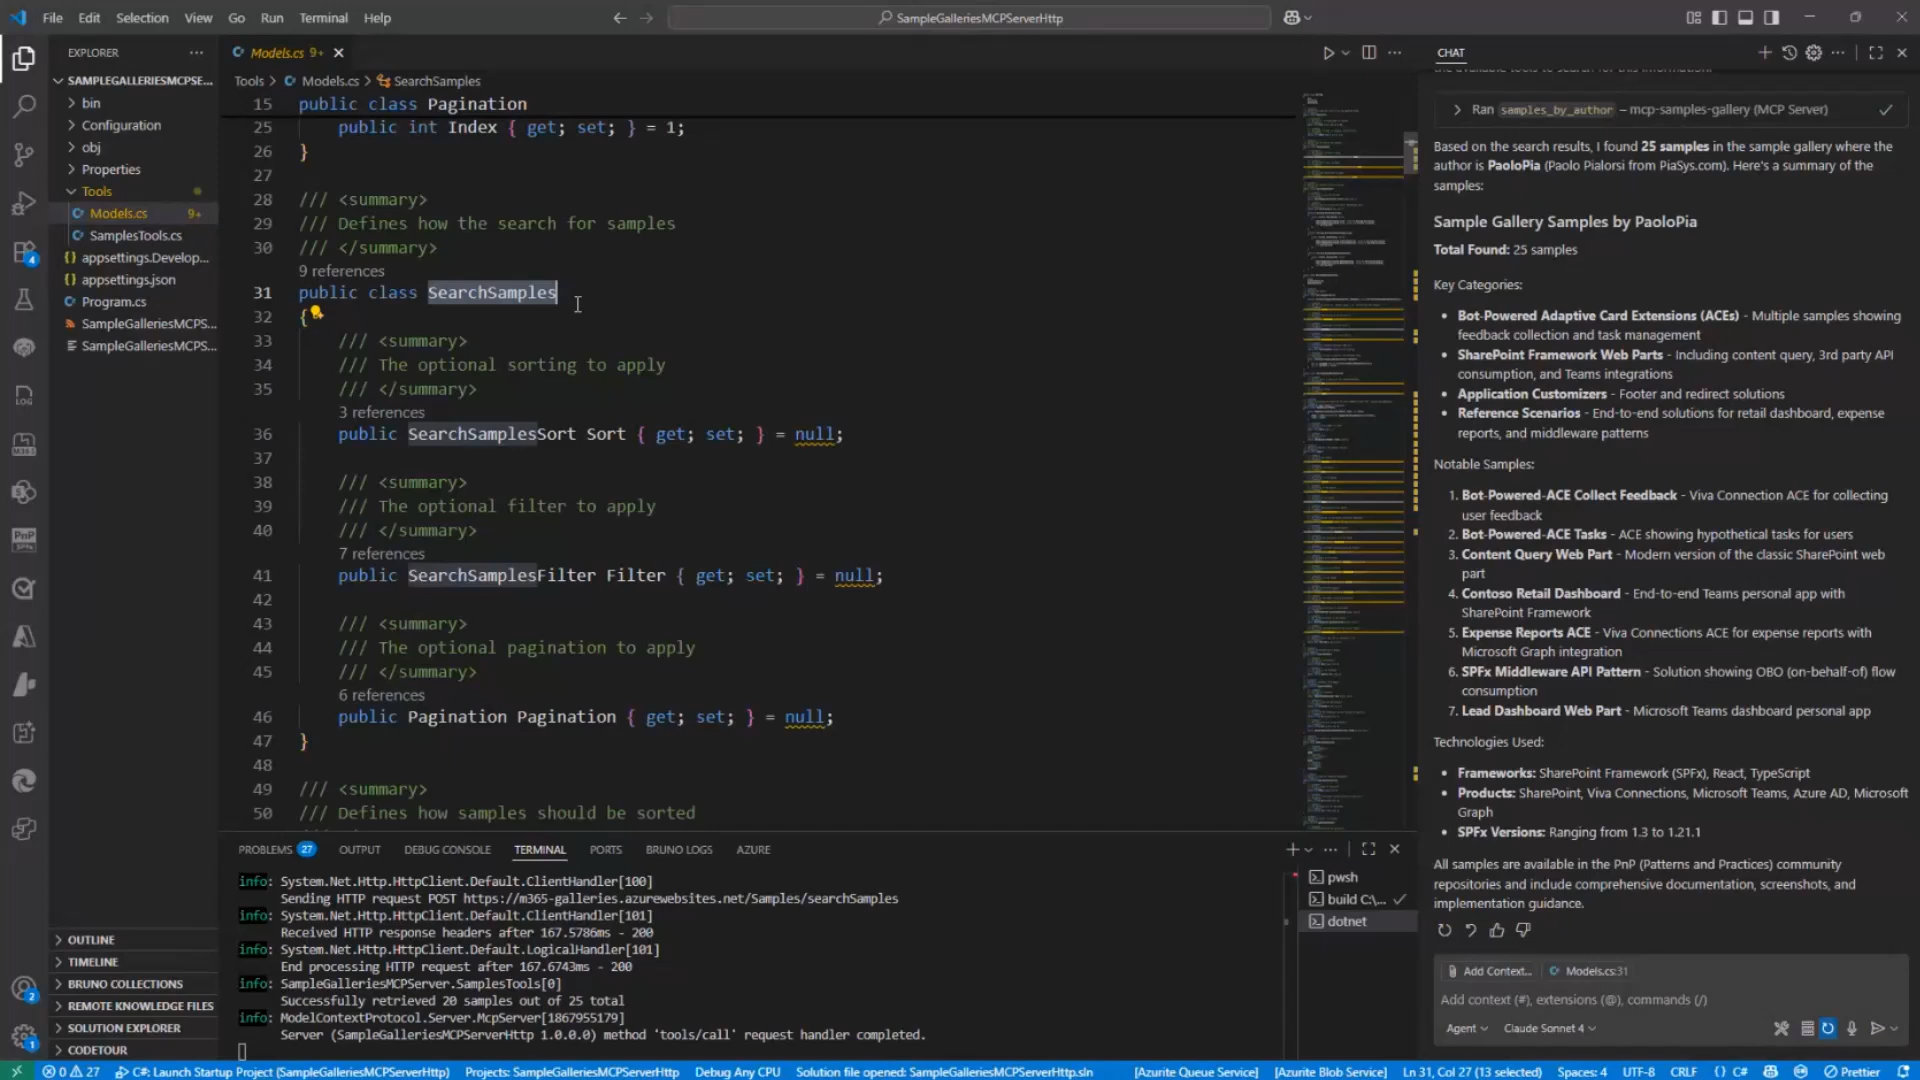 File Edit Selection View Go Run Terminal Help
SampleGalleriesMCPServerHttp
EXPLORER
SAMPLEGALLERIESMCPSE...
bin
Configuration
obj
Properties
Tools
Models.cs 9+
SamplesTools.cs
appsettings.Develop...
appsettings.json
Program.cs
SampleGalleriesMCPS...
SampleGalleriesMCPS...
OUTLINE
TIMELINE
BRUNO COLLECTIONS
REMOTE KNOWLEDGE FILES
SOLUTION EXPLORER
CODETOUR
Models.cs 9+
Tools > Models.cs > SearchSamples
15 public class Pagination
25 public int Index { get; set; } = 1;
26 }
27
28 /// <summary>
29 /// Defines how the search for samples
30 /// </summary>
9 references
31 public class SearchSamples
32 {
33 /// <summary>
34 /// The optional sorting to apply
35 /// </summary>
3 references
36 public SearchSamplesSort Sort { get; set; } = null;
37
38 /// <summary>
39 /// The optional filter to apply
40 /// </summary>
7 references
41 public SearchSamplesFilter Filter { get; set; } = null;
42
43 /// <summary>
44 /// The optional pagination to apply
45 /// </summary>
6 references
46 public Pagination Pagination { get; set; } = null;
47 }
48
49 /// <summary>
50 /// Defines how samples should be sorted
PROBLEMS 27 OUTPUT DEBUG CONSOLE TERMINAL PORTS BRUNO LOGS AZURE
info: System.Net.Http.HttpClient.Default.ClientHandler[100]
Sending HTTP request POST https://m365-galleries.azurewebsites.net/Samples/searchSamples
info: System.Net.Http.HttpClient.Default.ClientHandler[101]
Received HTTP response headers after 167.5786ms - 200
info: System.Net.Http.HttpClient.Default.LogicalHandler[101]
End processing HTTP request after 167.6743ms - 200
info: SampleGalleriesMCPServer.SamplesTools[0]
Successfully retrieved 20 samples out of 25 total
info: ModelContextProtocol.Server.McpServer[1867955179]
Server (SampleGalleriesMCPServerHttp 1.0.0.0) method 'tools/call' request handler completed.
pwsh
build C:\...
dotnet
CHAT
Ran samples_by_author – mcp-samples-gallery (MCP Server)
Based on the search results, I found 25 samples in the sample gallery where the
author is PaoloPia (Paolo Pialorsi from PiaSys.com). Here's a summary of the
samples:
Sample Gallery Samples by PaoloPia
Total Found: 25 samples
Key Categories:
• Bot-Powered Adaptive Card Extensions (ACEs) - Multiple samples showing
feedback collection and task management
• SharePoint Framework Web Parts - Including content query, 3rd party API
consumption, and Teams integrations
• Application Customizers - Footer and redirect solutions
• Reference Scenarios - End-to-end solutions for retail dashboard, expense
reports, and middleware patterns
Notable Samples:
1. Bot-Powered-ACE Collect Feedback - Viva Connection ACE for collecting
user feedback
2. Bot-Powered-ACE Tasks - ACE showing hypothetical tasks for users
3. Content Query Web Part - Modern version of the classic SharePoint web
part
4. Contoso Retail Dashboard - End-to-end Teams personal app with
SharePoint Framework
5. Expense Reports ACE - Viva Connections ACE for expense reports with
Microsoft Graph integration
6. SPFx Middleware API Pattern - Solution showing OBO (on-behalf-of) flow
consumption
7. Lead Dashboard Web Part - Microsoft Teams dashboard personal app
Technologies Used:
• Frameworks: SharePoint Framework (SPFx), React, TypeScript
• Products: SharePoint, Viva Connections, Microsoft Teams, Azure AD, Microsoft
Graph
• SPFx Versions: Ranging from 1.3 to 1.21.1
All samples are available in the PnP (Patterns and Practices) community
repositories and include comprehensive documentation, screenshots, and
implementation guidance.
Add Context... Models.cs:31
Add context (#), extensions (@), commands (/)
Agent Claude Sonnet 4
0 27 C#: Launch Startup Project (SampleGalleriesMCPServerHttp) Projects: SampleGalleriesMCPServerHttp Debug Any CPU Solution file opened: SampleGalleriesMCPServerHttp.sln [Azurite Queue Service] [Azurite Blob Service] Ln 31, Col 27 (13 selected) Spaces: 4 UTF-8 CRLF {} C# Prettier